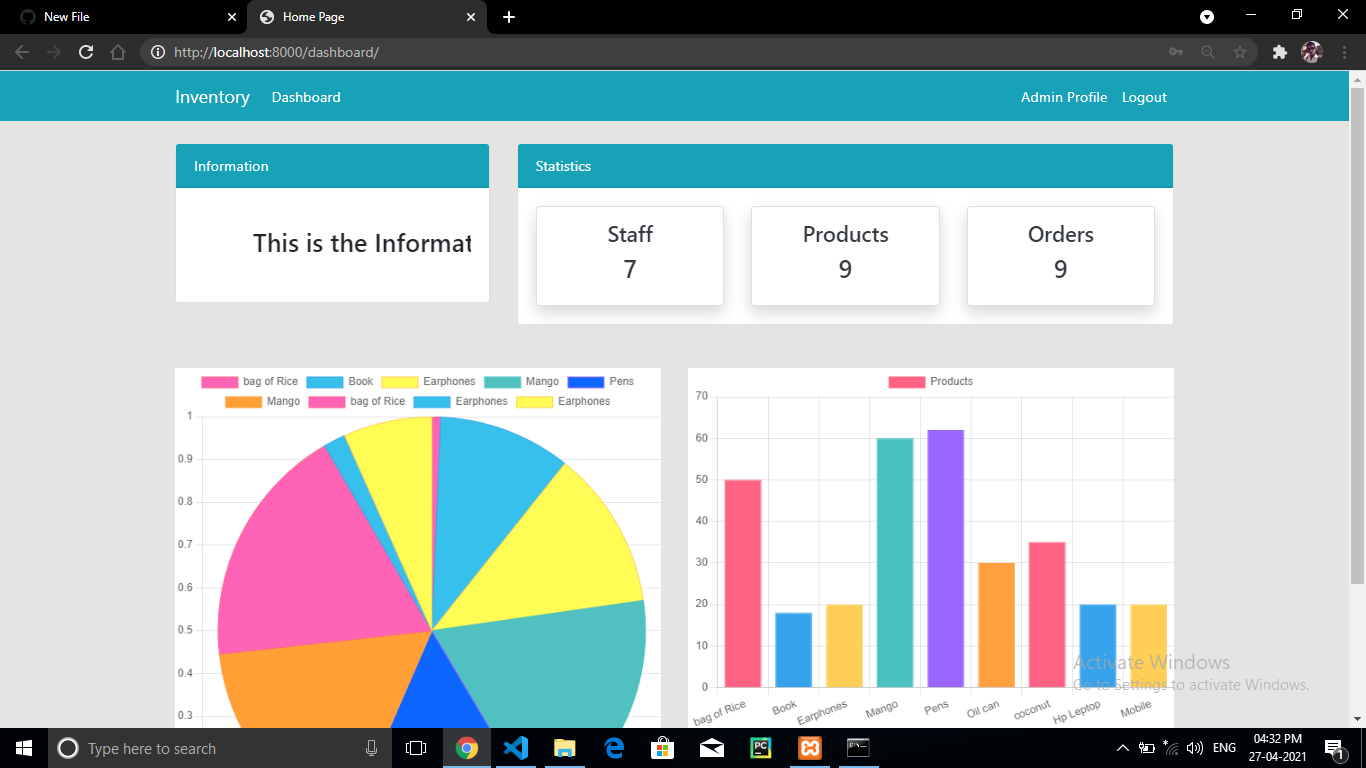 New File
Home Page
http://localhost:8000/dashboard/
Inventory Dashboard Admin Profile Logout
Information
This is the Informat
Statistics
Staff
7
Products
9
Orders
9
bag of Rice Book Earphones Mango Pens
Mango bag of Rice Earphones Earphones
1
0.9
0.8
0.7
0.6
0.5
0.4
0.3
Products
70
60
50
40
30
20
10
0
bag of Rice Book Earphones Mango Pens Oil can coconut Hp Leptop Mobile
Activate Windows
Go to Settings to activate Windows.
Type here to search
ENG
04:32 PM
27-04-2021
1